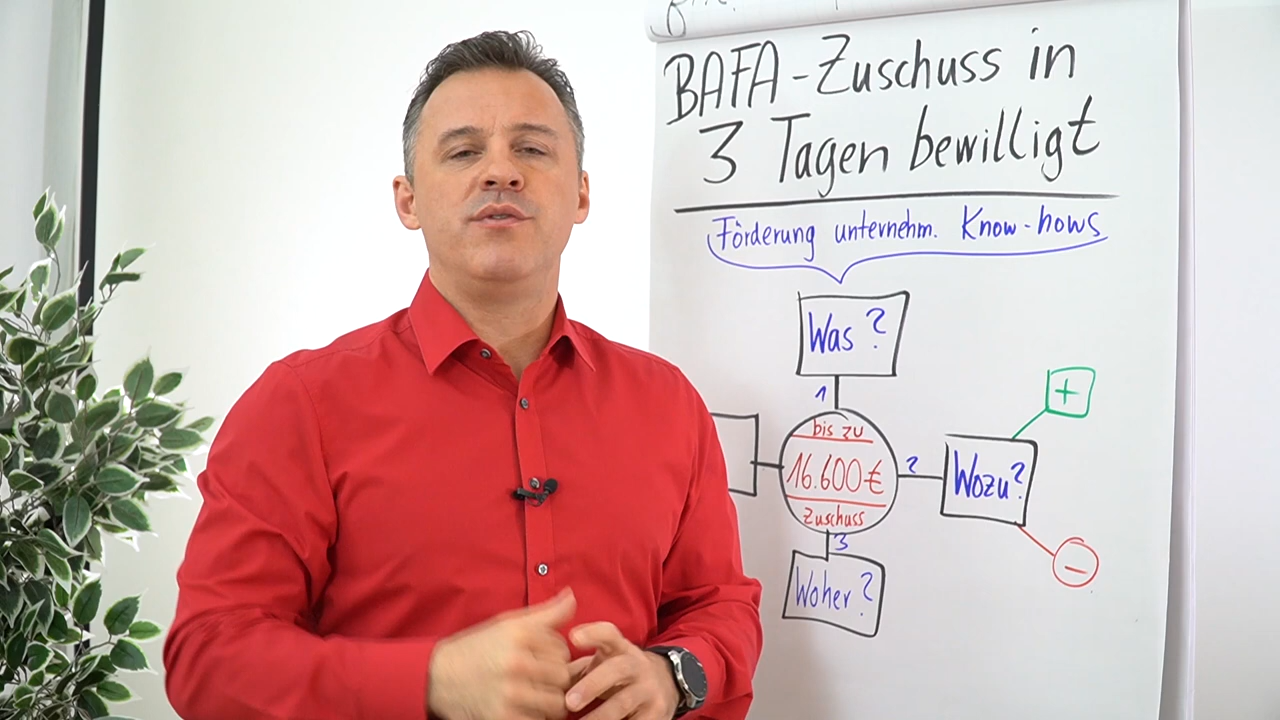 BAFA-Zuschuss in
3 Tagen bewilligt
Förderung unternehm. Know-hows
Was?
1
+
bis zu
16.600€
Zuschuss
2
Wozu?
-
3
Woher?